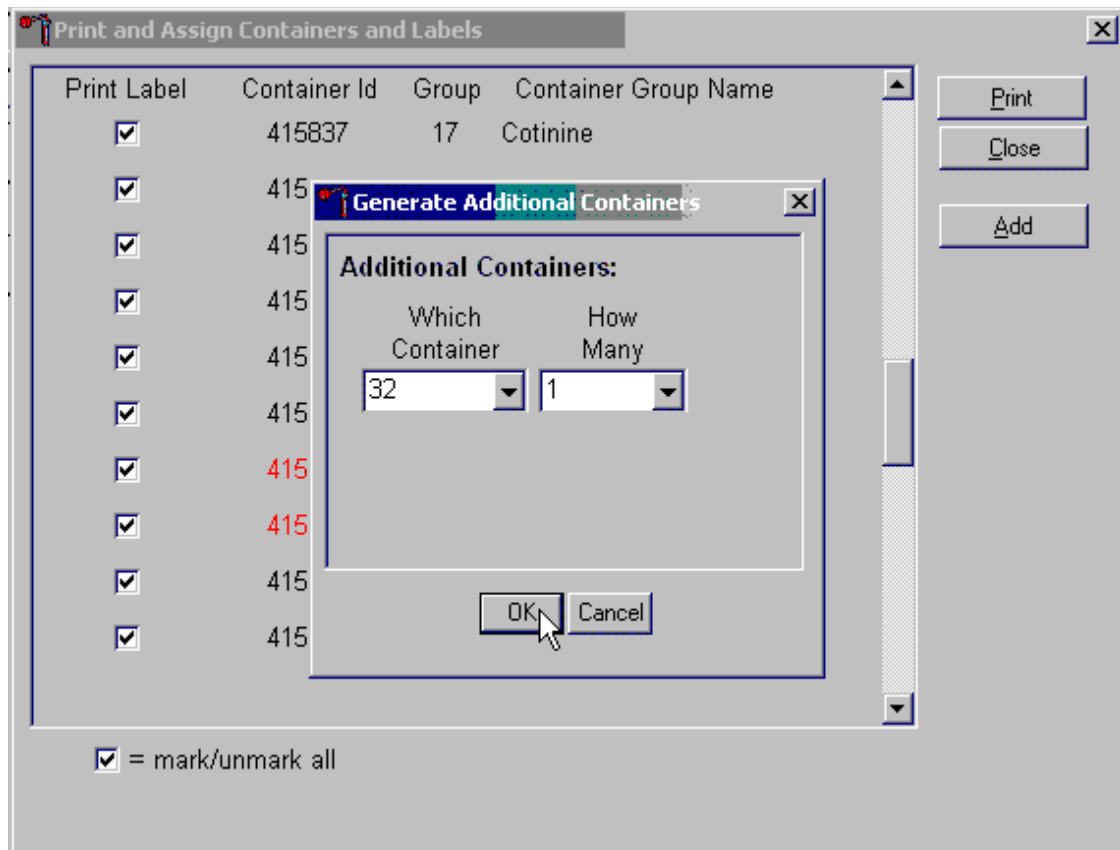 Print and Assign Containers and Labels
Print Label Container Id Group Container Group Name
415837 17 Cotinine
415
415
415
415
415
415
415
415
415
Generate Additional Containers
Additional Containers:
Which Container
How Many
32
1
OK
Cancel
= mark/unmark all
Print
Close
Add